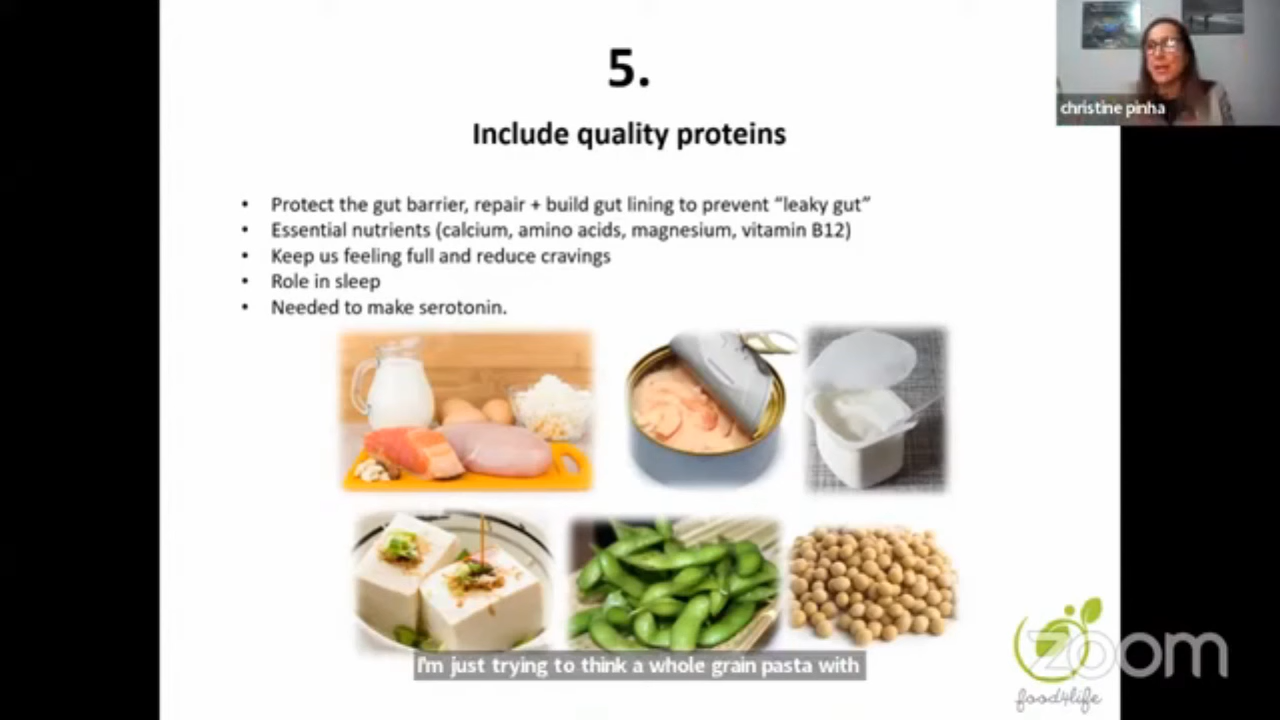 5.
Include quality proteins
christine pinha
• Protect the gut barrier, repair + build gut lining to prevent “leaky gut”
• Essential nutrients (calcium, amino acids, magnesium, vitamin B12)
• Keep us feeling full and reduce cravings
• Role in sleep
• Needed to make serotonin.
I'm just trying to think a whole grain pasta with
zoom
food4life